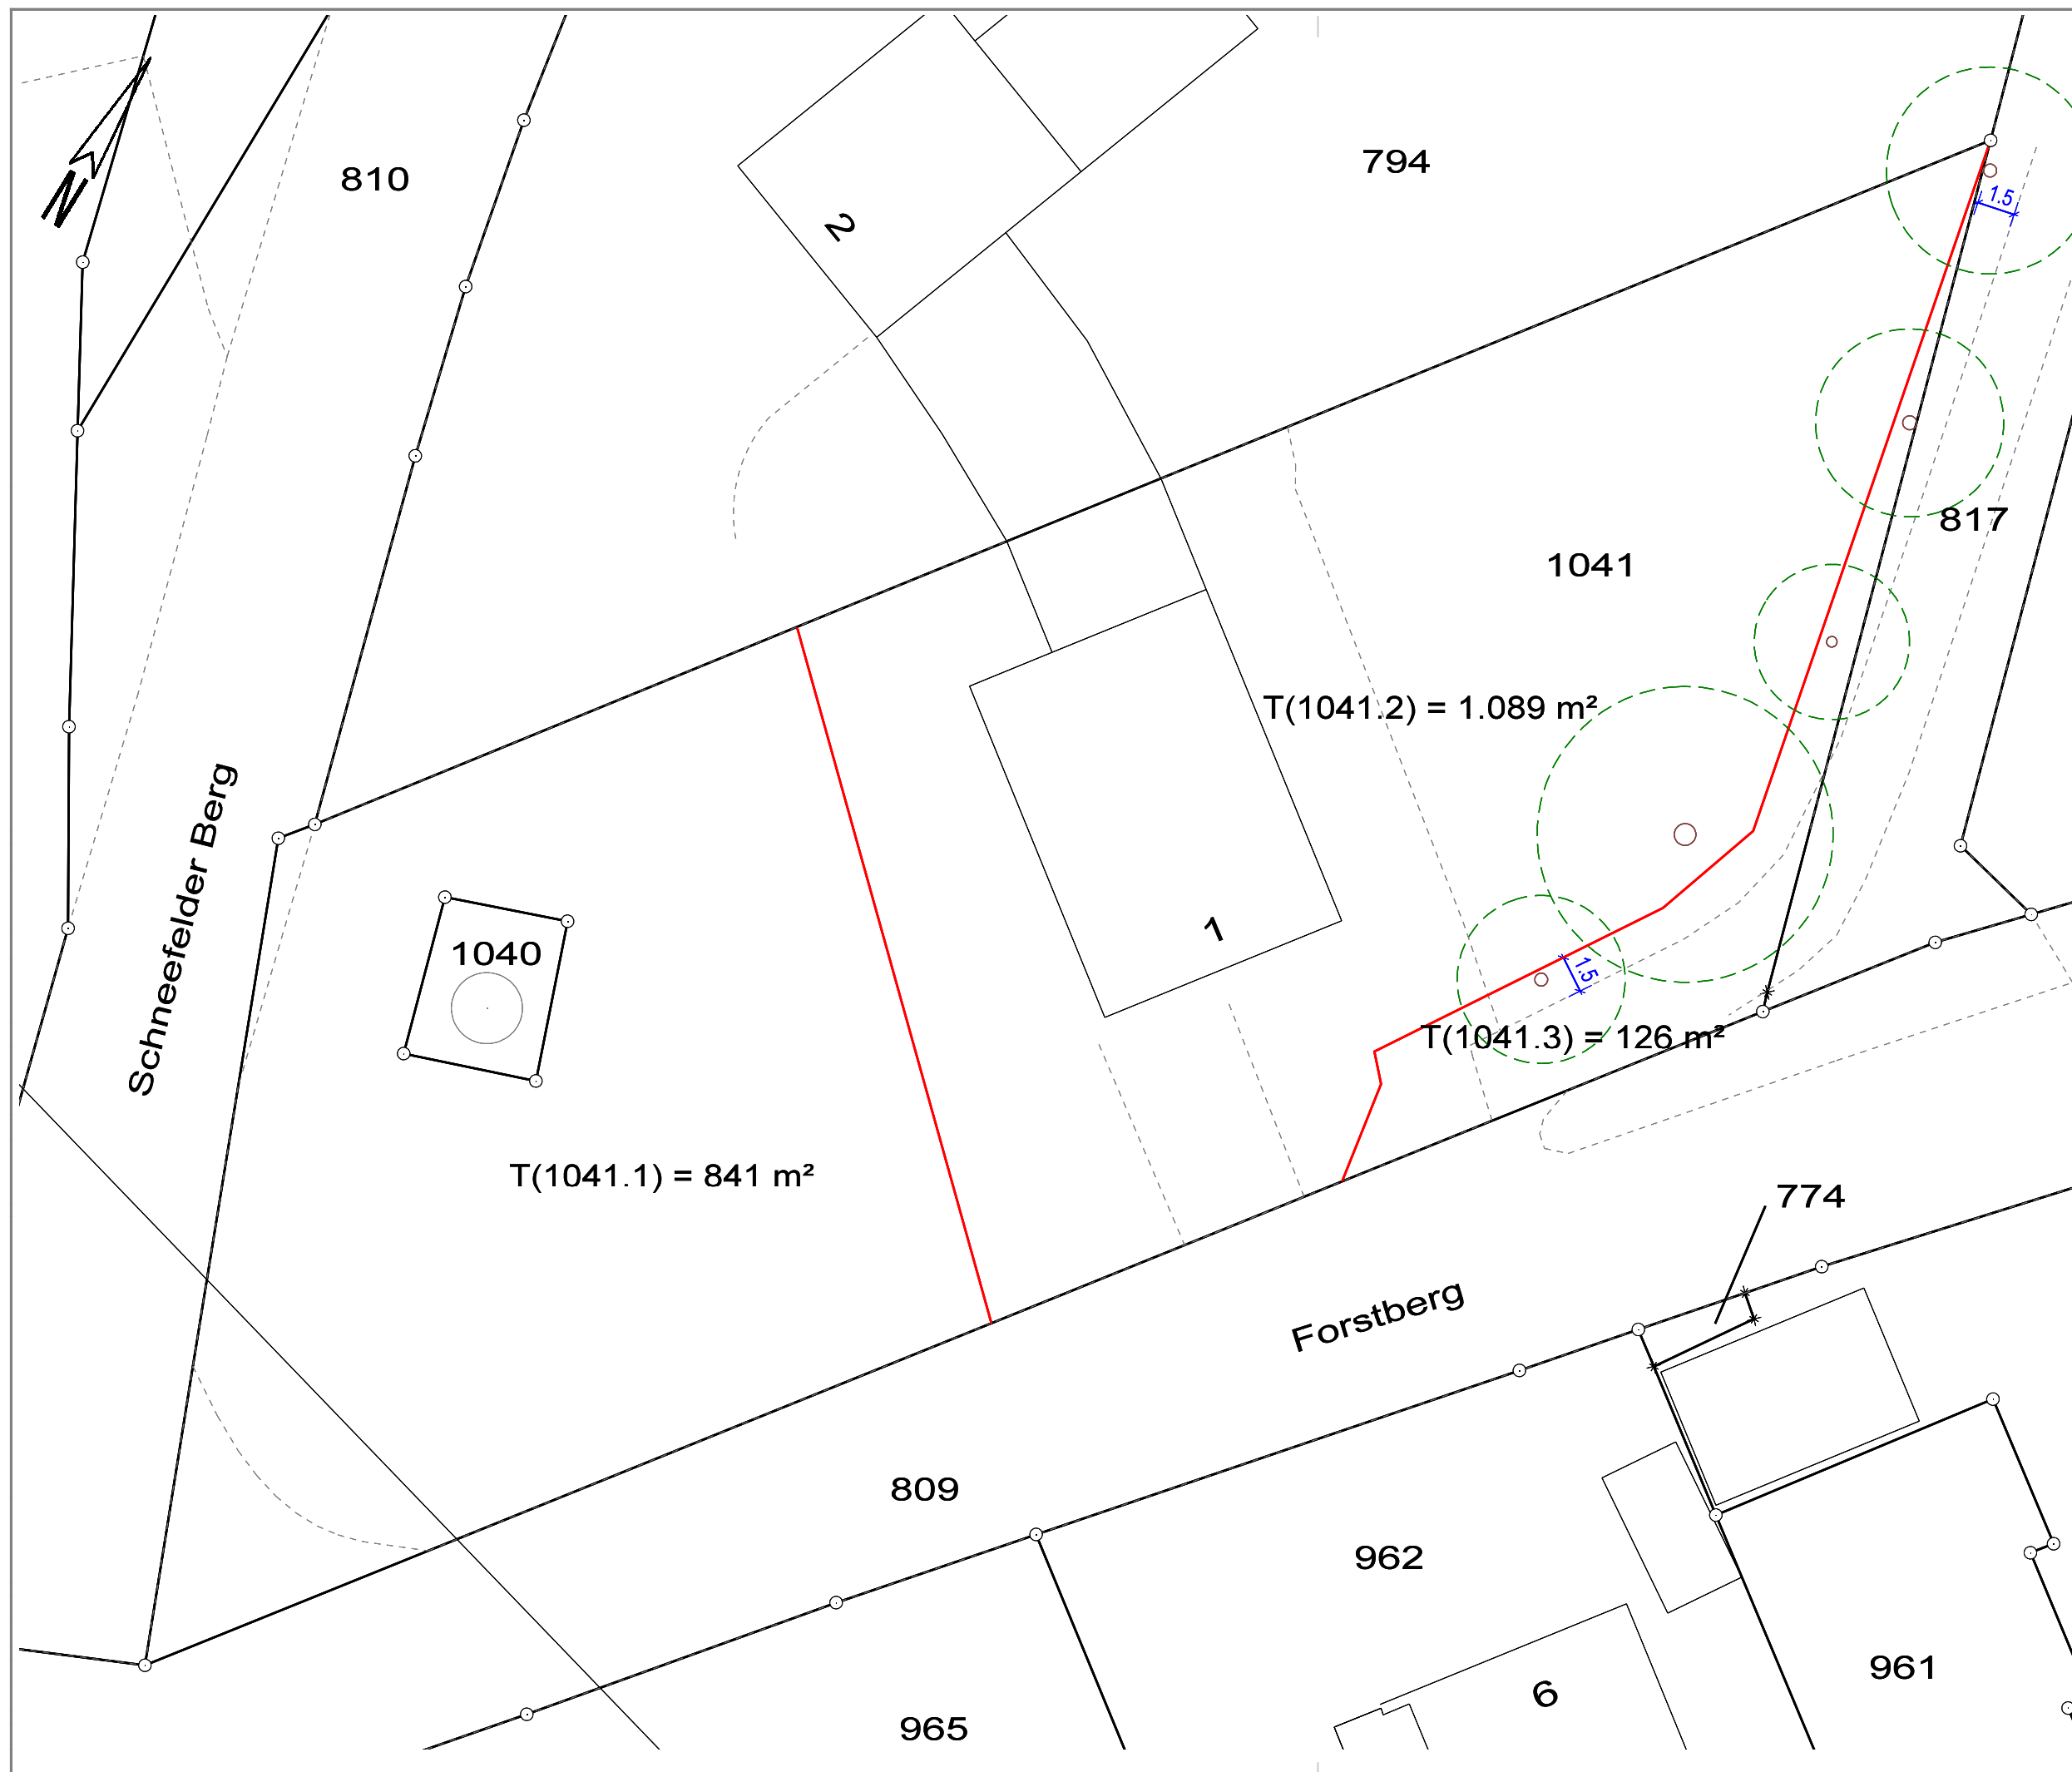 N
810
794
2
1.5
817
1041
T(1041.2) = 1.089 m²
Schneefelder Berg
1040
1
1.5
T(1041.3) = 126 m²
T(1041.1) = 841 m²
774
Forstberg
809
962
961
6
965